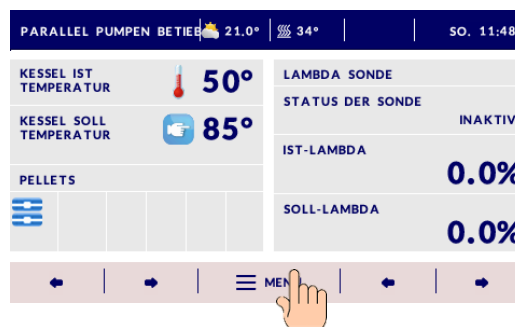 PARALLEL PUMPEN BETIEB 21.0° 34° SO. 11:48
KESSEL IST
TEMPERATUR
50°
KESSEL SOLL
TEMPERATUR
85°
PELLETS
LAMBDA SONDE
STATUS DER SONDE
INAKTIV
IST-LAMBDA
0.0%
SOLL-LAMBDA
0.0%